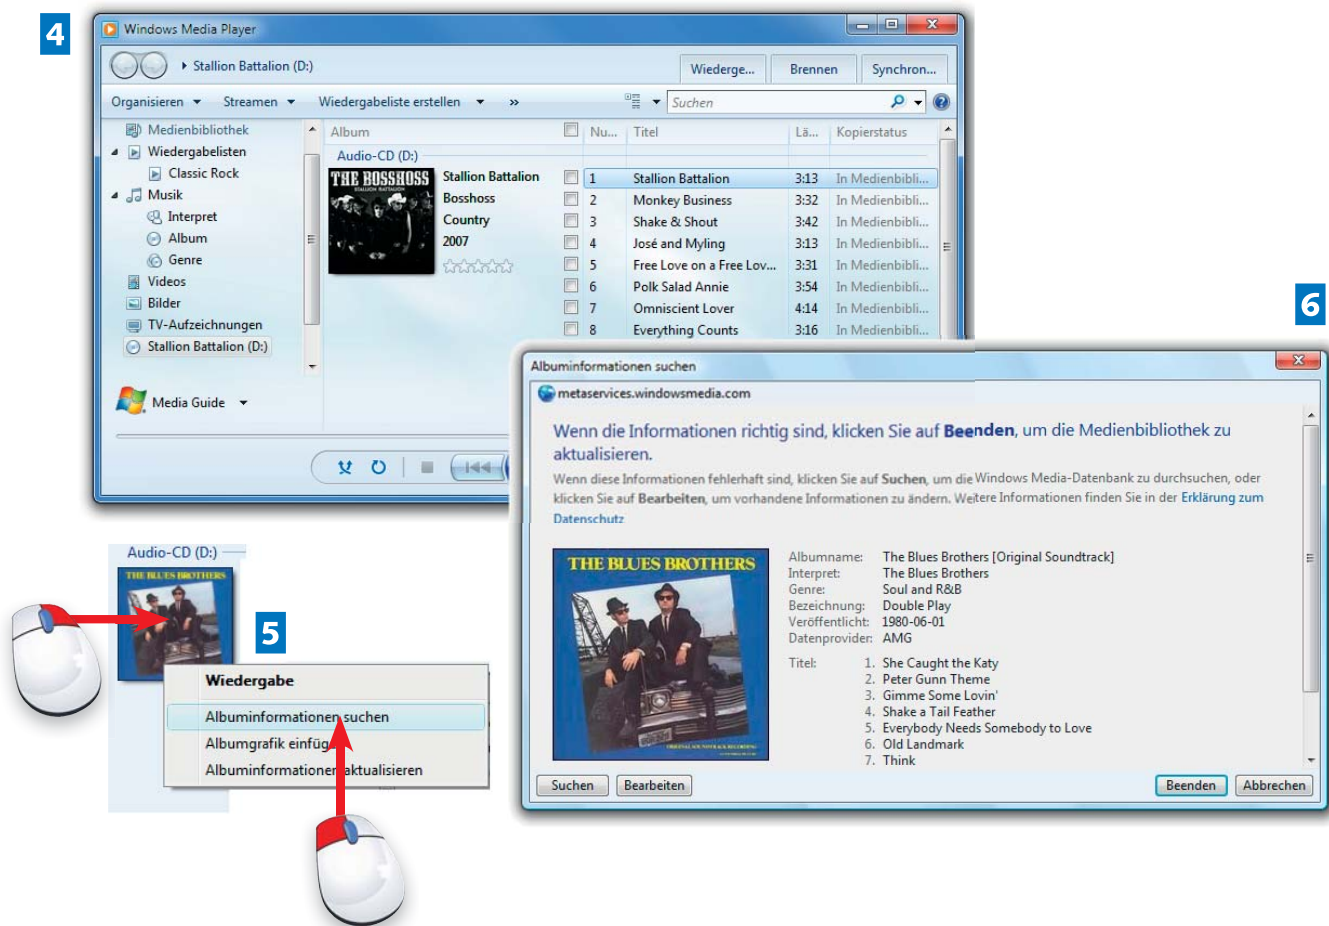 4
Windows Media Player
Stallion Battalion (D:)
Wiederge...
Brennen
Synchron...
Organisieren
Streamen
Wiedergabeliste erstellen
»
Suchen
Medienbibliothek
Wiedergabelisten
Classic Rock
Musik
Interpret
Album
Genre
Videos
Bilder
TV-Aufzeichnungen
Stallion Battalion (D:)
Media Guide
Album Nu... Titel Lä... Kopierstatus
Audio-CD (D:)
THE BOSSHOSS
STALLION BATTALION
Stallion Battalion
Bosshoss
Country
2007
1 Stallion Battalion 3:13 In Medienbibli...
2 Monkey Business 3:32 In Medienbibli...
3 Shake & Shout 3:42 In Medienbibli...
4 José and Myling 3:13 In Medienbibli...
5 Free Love on a Free Lov... 3:31 In Medienbibli...
6 Polk Salad Annie 3:54 In Medienbibli...
7 Omniscient Lover 4:14 In Medienbibli...
8 Everything Counts 3:16 In Medienbibli...
Audio-CD (D:)
THE BLUES BROTHERS
5
Wiedergabe
Albuminformationen suchen
Albumgrafik einfüg
Albuminformationen aktualisieren
6
Albuminformationen suchen
metaservices.windowsmedia.com
Wenn die Informationen richtig sind, klicken Sie auf Beenden, um die Medienbibliothek zu
aktualisieren.
Wenn diese Informationen fehlerhaft sind, klicken Sie auf Suchen, um die Windows Media-Datenbank zu durchsuchen, oder
klicken Sie auf Bearbeiten, um vorhandene Informationen zu ändern. Weitere Informationen finden Sie in der Erklärung zum
Datenschutz
THE BLUES BROTHERS
ORIGINAL SOUNDTRACK RECORDING
Albumname: The Blues Brothers [Original Soundtrack]
Interpret: The Blues Brothers
Genre: Soul and R&B
Bezeichnung: Double Play
Veröffentlicht: 1980-06-01
Datenprovider: AMG
Titel: 1. She Caught the Katy
2. Peter Gunn Theme
3. Gimme Some Lovin'
4. Shake a Tail Feather
5. Everybody Needs Somebody to Love
6. Old Landmark
7. Think
Suchen
Bearbeiten
Beenden
Abbrechen